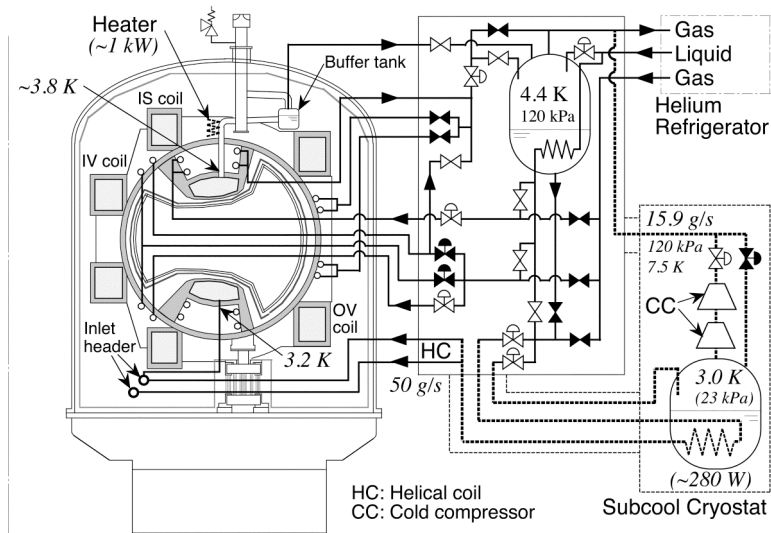 Heater
(~1 kW)
~3.8 K
IS coil
IV coil
Buffer tank
4.4 K
120 kPa
Gas
Liquid
Gas
Helium
Refrigerator
15.9 g/s
120 kPa
7.5 K
CC
OV
coil
Inlet
header
3.2 K
HC
50 g/s
3.0 K
(23 kPa)
(~280 W)
Subcool Cryostat
HC: Helical coil
CC: Cold compressor